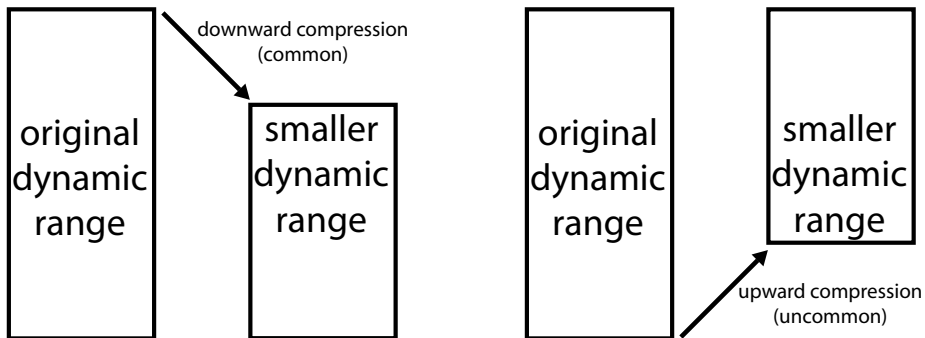 original
dynamic
range
downward compression
(common)
smaller
dynamic
range
original
dynamic
range
smaller
dynamic
range
upward compression
(uncommon)